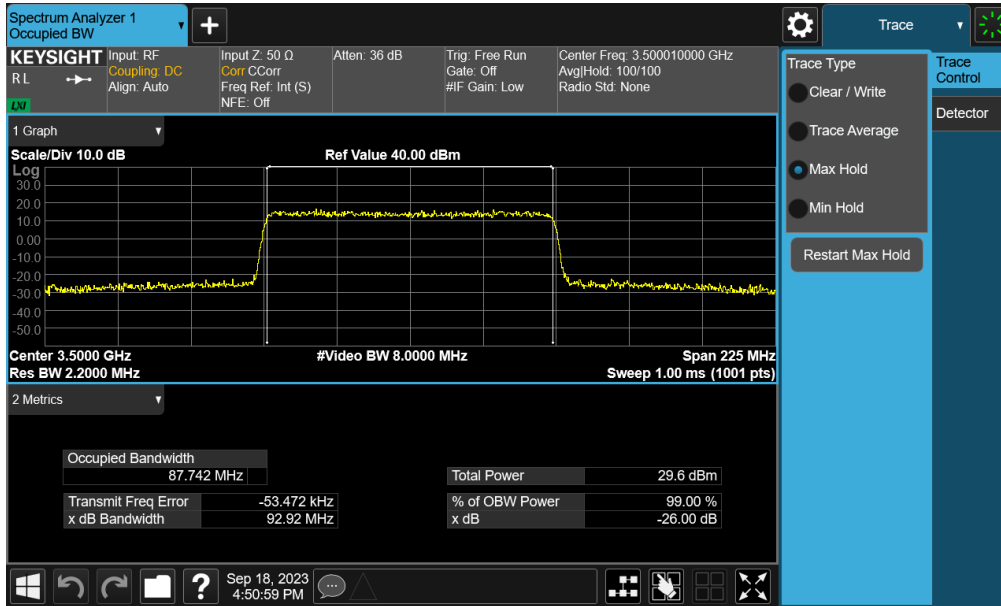 Spectrum Analyzer 1
Occupied BW
+
Trace
KEYSIGHT Input: RF Input Z: 50 Ω Atten: 36 dB Trig: Free Run Center Freq: 3.500010000 GHz
RL Coupling: DC Corr CCorr Gate: Off Avg|Hold: 100/100
Align: Auto Freq Ref: Int (S) #IF Gain: Low Radio Std: None
LXI NFE: Off
1 Graph
Scale/Div 10.0 dB Ref Value 40.00 dBm
Log
30.0
20.0
10.0
0.00
-10.0
-20.0
-30.0
-40.0
-50.0
Center 3.5000 GHz #Video BW 8.0000 MHz Span 225 MHz
Res BW 2.2000 MHz Sweep 1.00 ms (1001 pts)
2 Metrics
Occupied Bandwidth
87.742 MHz
Total Power 29.6 dBm
Transmit Freq Error -53.472 kHz % of OBW Power 99.00 %
x dB Bandwidth 92.92 MHz x dB -26.00 dB
Trace Type
Clear / Write
Trace Average
Max Hold
Min Hold
Restart Max Hold
Trace
Control
Detector
? Sep 18, 2023
4:50:59 PM